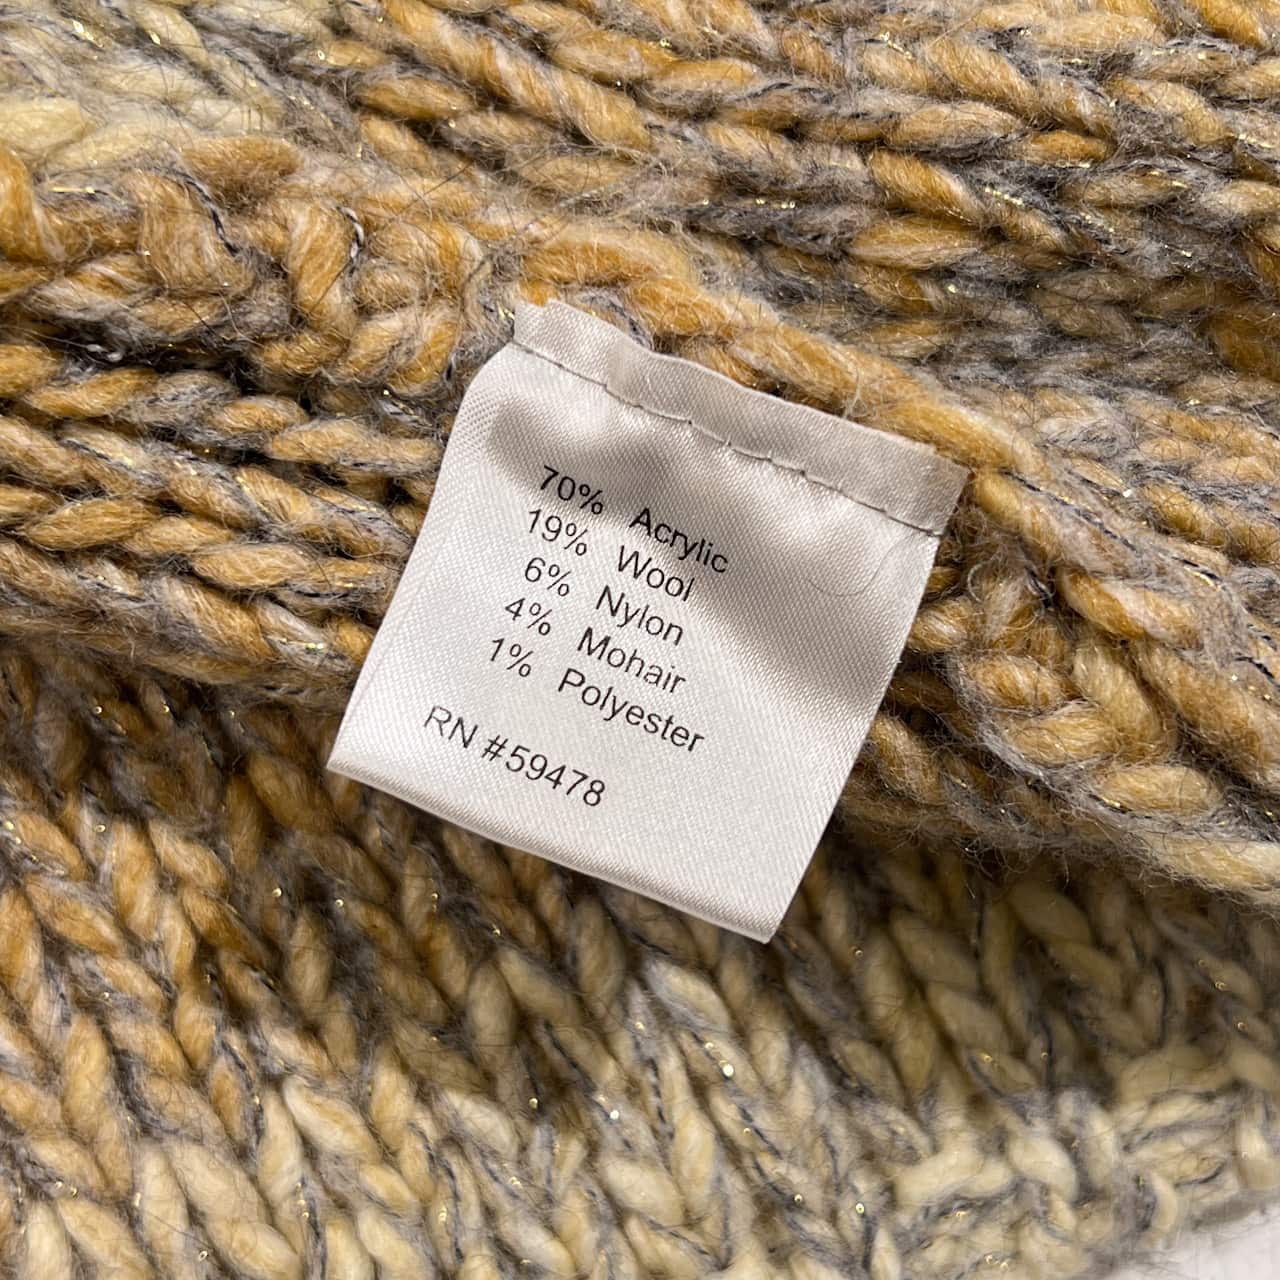 70% Acrylic
19% Wool
6% Nylon
4% Mohair
1% Polyester
RN #59478